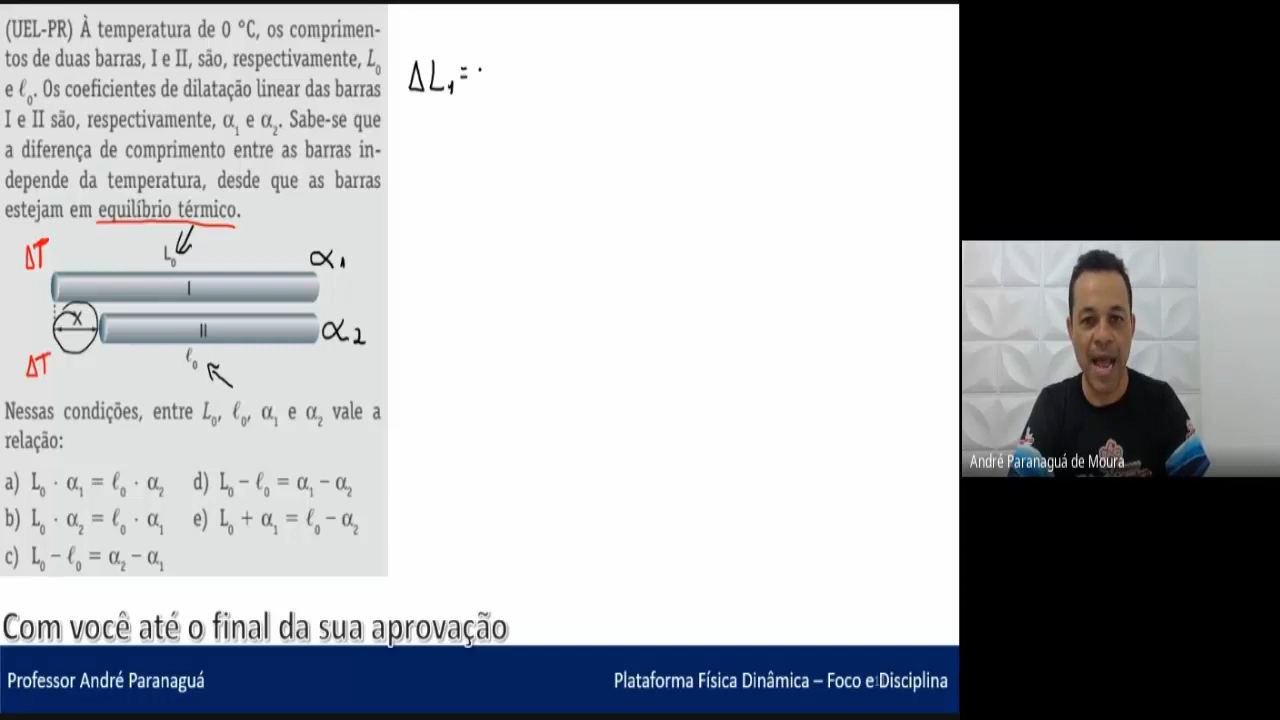 (UEL-PR) À temperatura de 0 °C, os comprimen-
tos de duas barras, I e II, são, respectivamente, L₀
e ℓ₀. Os coeficientes de dilatação linear das barras
I e II são, respectivamente, α₁ e α₂. Sabe-se que
a diferença de comprimento entre as barras in-
depende da temperatura, desde que as barras
estejam em equilíbrio térmico.
ΔL₁=
ΔT
L₀
α₁
I
x
II
α₂
ΔT
ℓ₀
Nessas condições, entre L₀, ℓ₀, α₁ e α₂ vale a
relação:
a) L₀ · α₁ = ℓ₀ · α₂ d) L₀ − ℓ₀ = α₁ − α₂
b) L₀ · α₂ = ℓ₀ · α₁ e) L₀ + α₁ = ℓ₀ − α₂
c) L₀ − ℓ₀ = α₂ − α₁
André Paranaguá de Moura
Com você até o final da sua aprovação
Professor André Paranaguá Plataforma Física Dinâmica – Foco e Disciplina